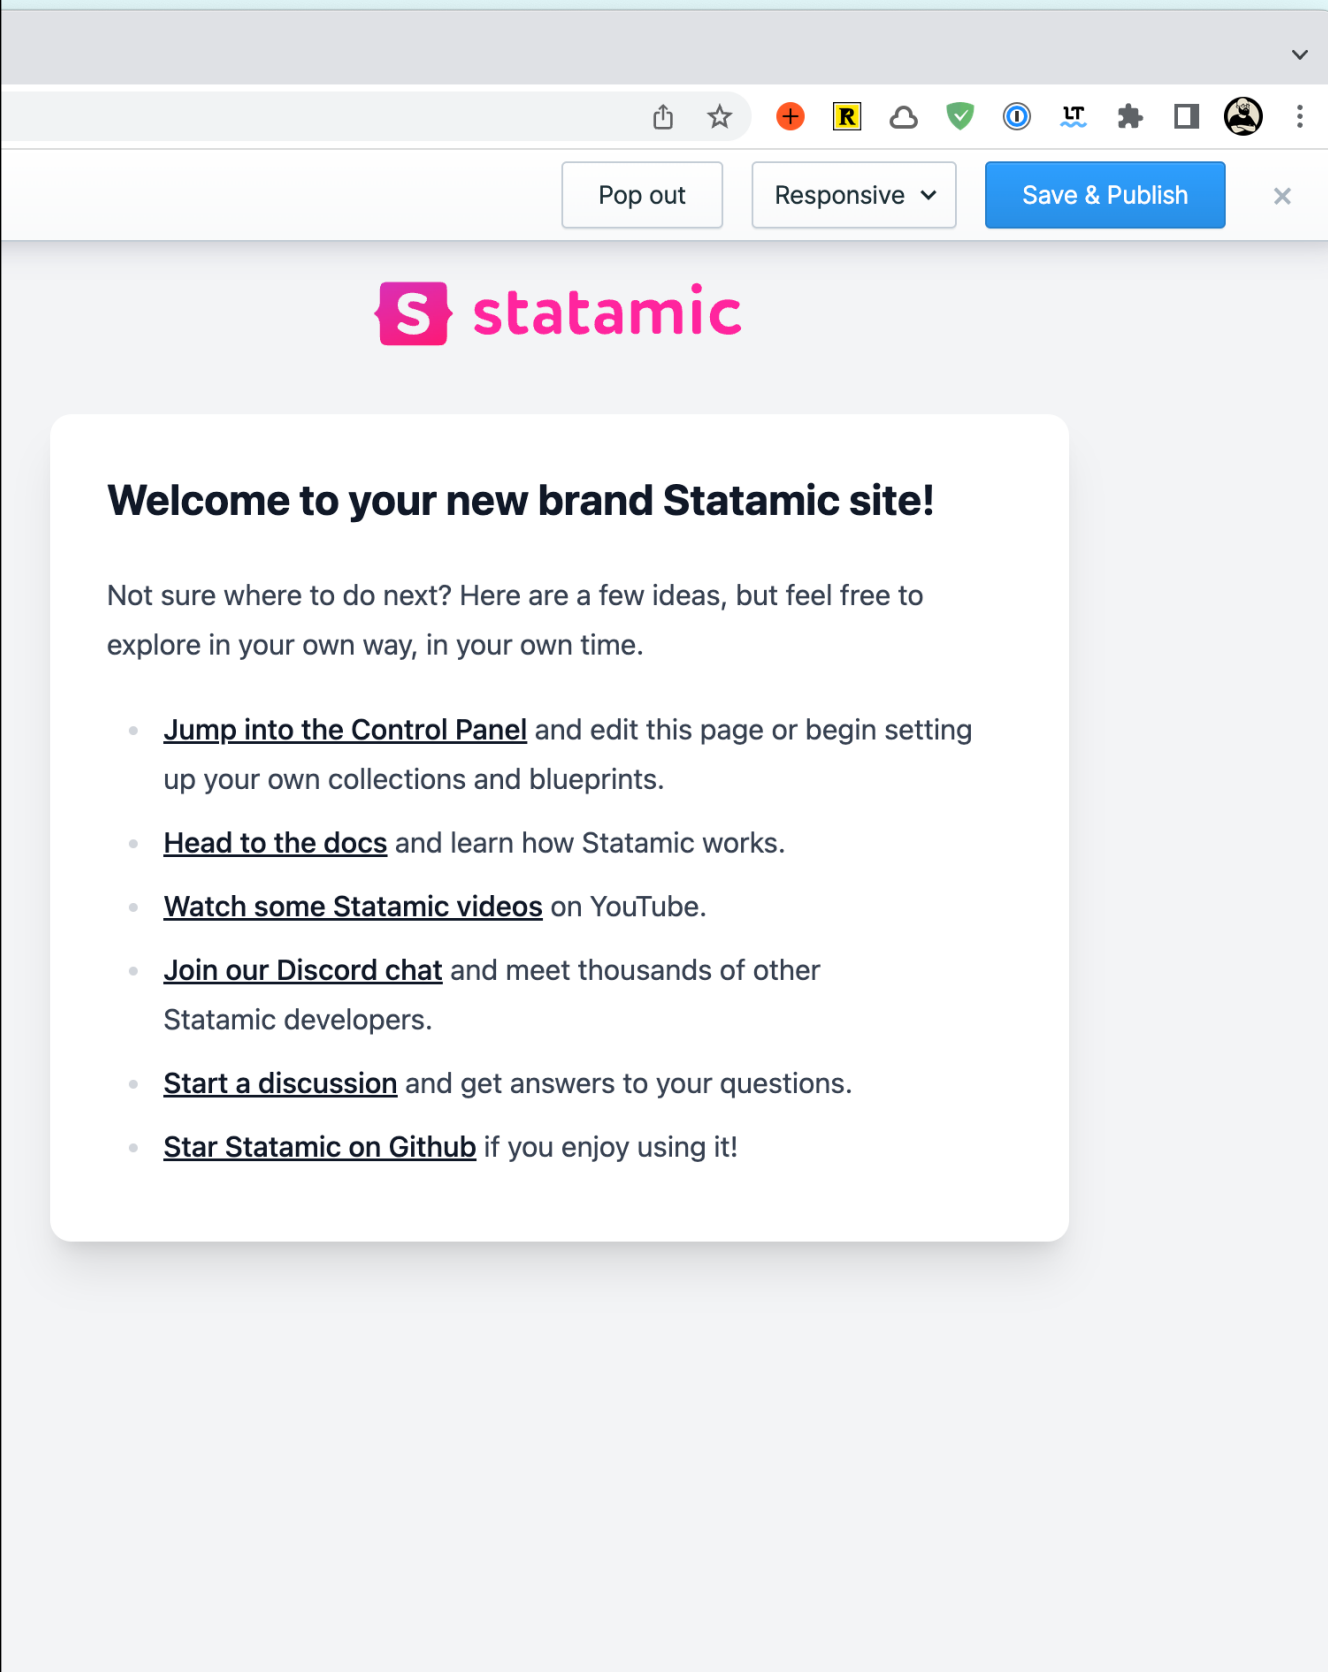 R
LT
Pop out
Responsive
Save & Publish
S statamic
Welcome to your new brand Statamic site!
Not sure where to do next? Here are a few ideas, but feel free to
explore in your own way, in your own time.
Jump into the Control Panel and edit this page or begin setting
up your own collections and blueprints.
Head to the docs and learn how Statamic works.
Watch some Statamic videos on YouTube.
Join our Discord chat and meet thousands of other
Statamic developers.
Start a discussion and get answers to your questions.
Star Statamic on Github if you enjoy using it!